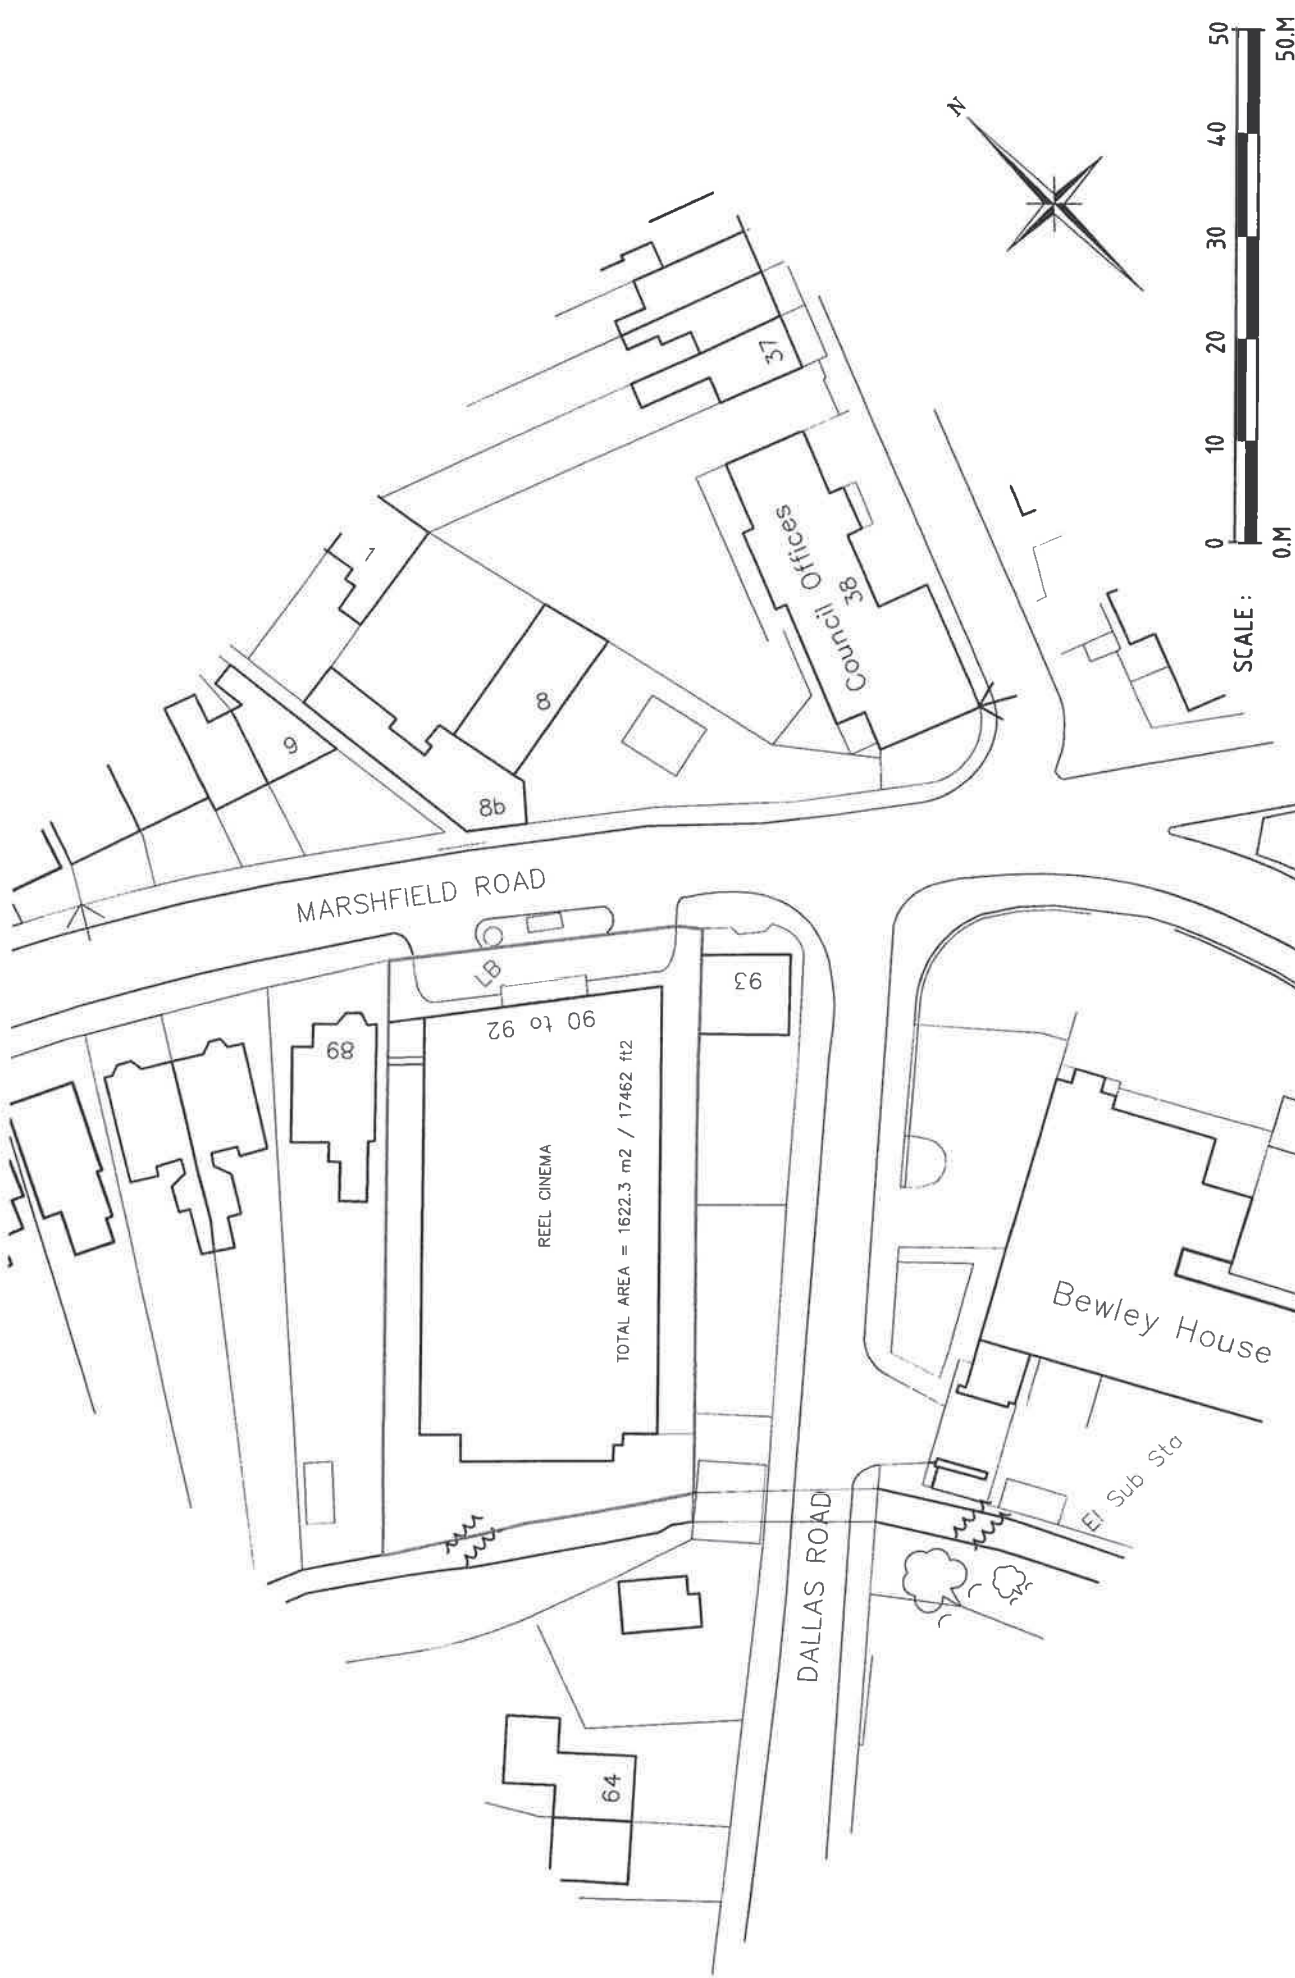 MARSHFIELD ROAD
DALLAS ROAD
REEL CINEMA
TOTAL AREA = 1622.3 m2 / 17462 ft2
90 to 92
LB
89
93
64
9
8b
8
1
37
Council Offices
38
Bewley House
El Sub Sta
N
SCALE :
0 10 20 30 40 50
0.M 50.M